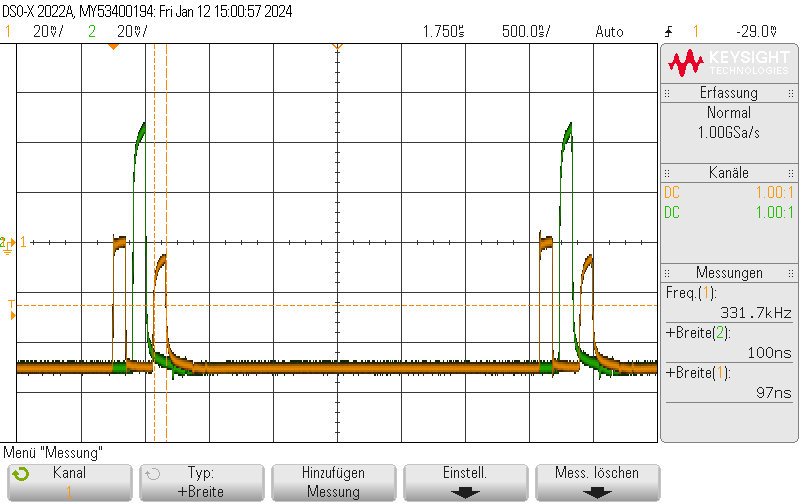 DSO-X 2022A, MY53400194: Fri Jan 12 15:00:57 2024
1 20V/ 2 20V/ 1.750s 500.0s/ Auto 1 -29.0V
KEYSIGHT
TECHNOLOGIES
Erfassung
Normal
1.00GSa/s
Kanäle
DC 1.00:1
DC 1.00:1
Messungen
Freq.(1):
331.7kHz
+Breite(2):
100ns
+Breite(1):
97ns
2
1
T
Menü "Messung"
Kanal
1
Typ:
+Breite
Hinzufügen
Messung
Einstell.
Mess. löschen